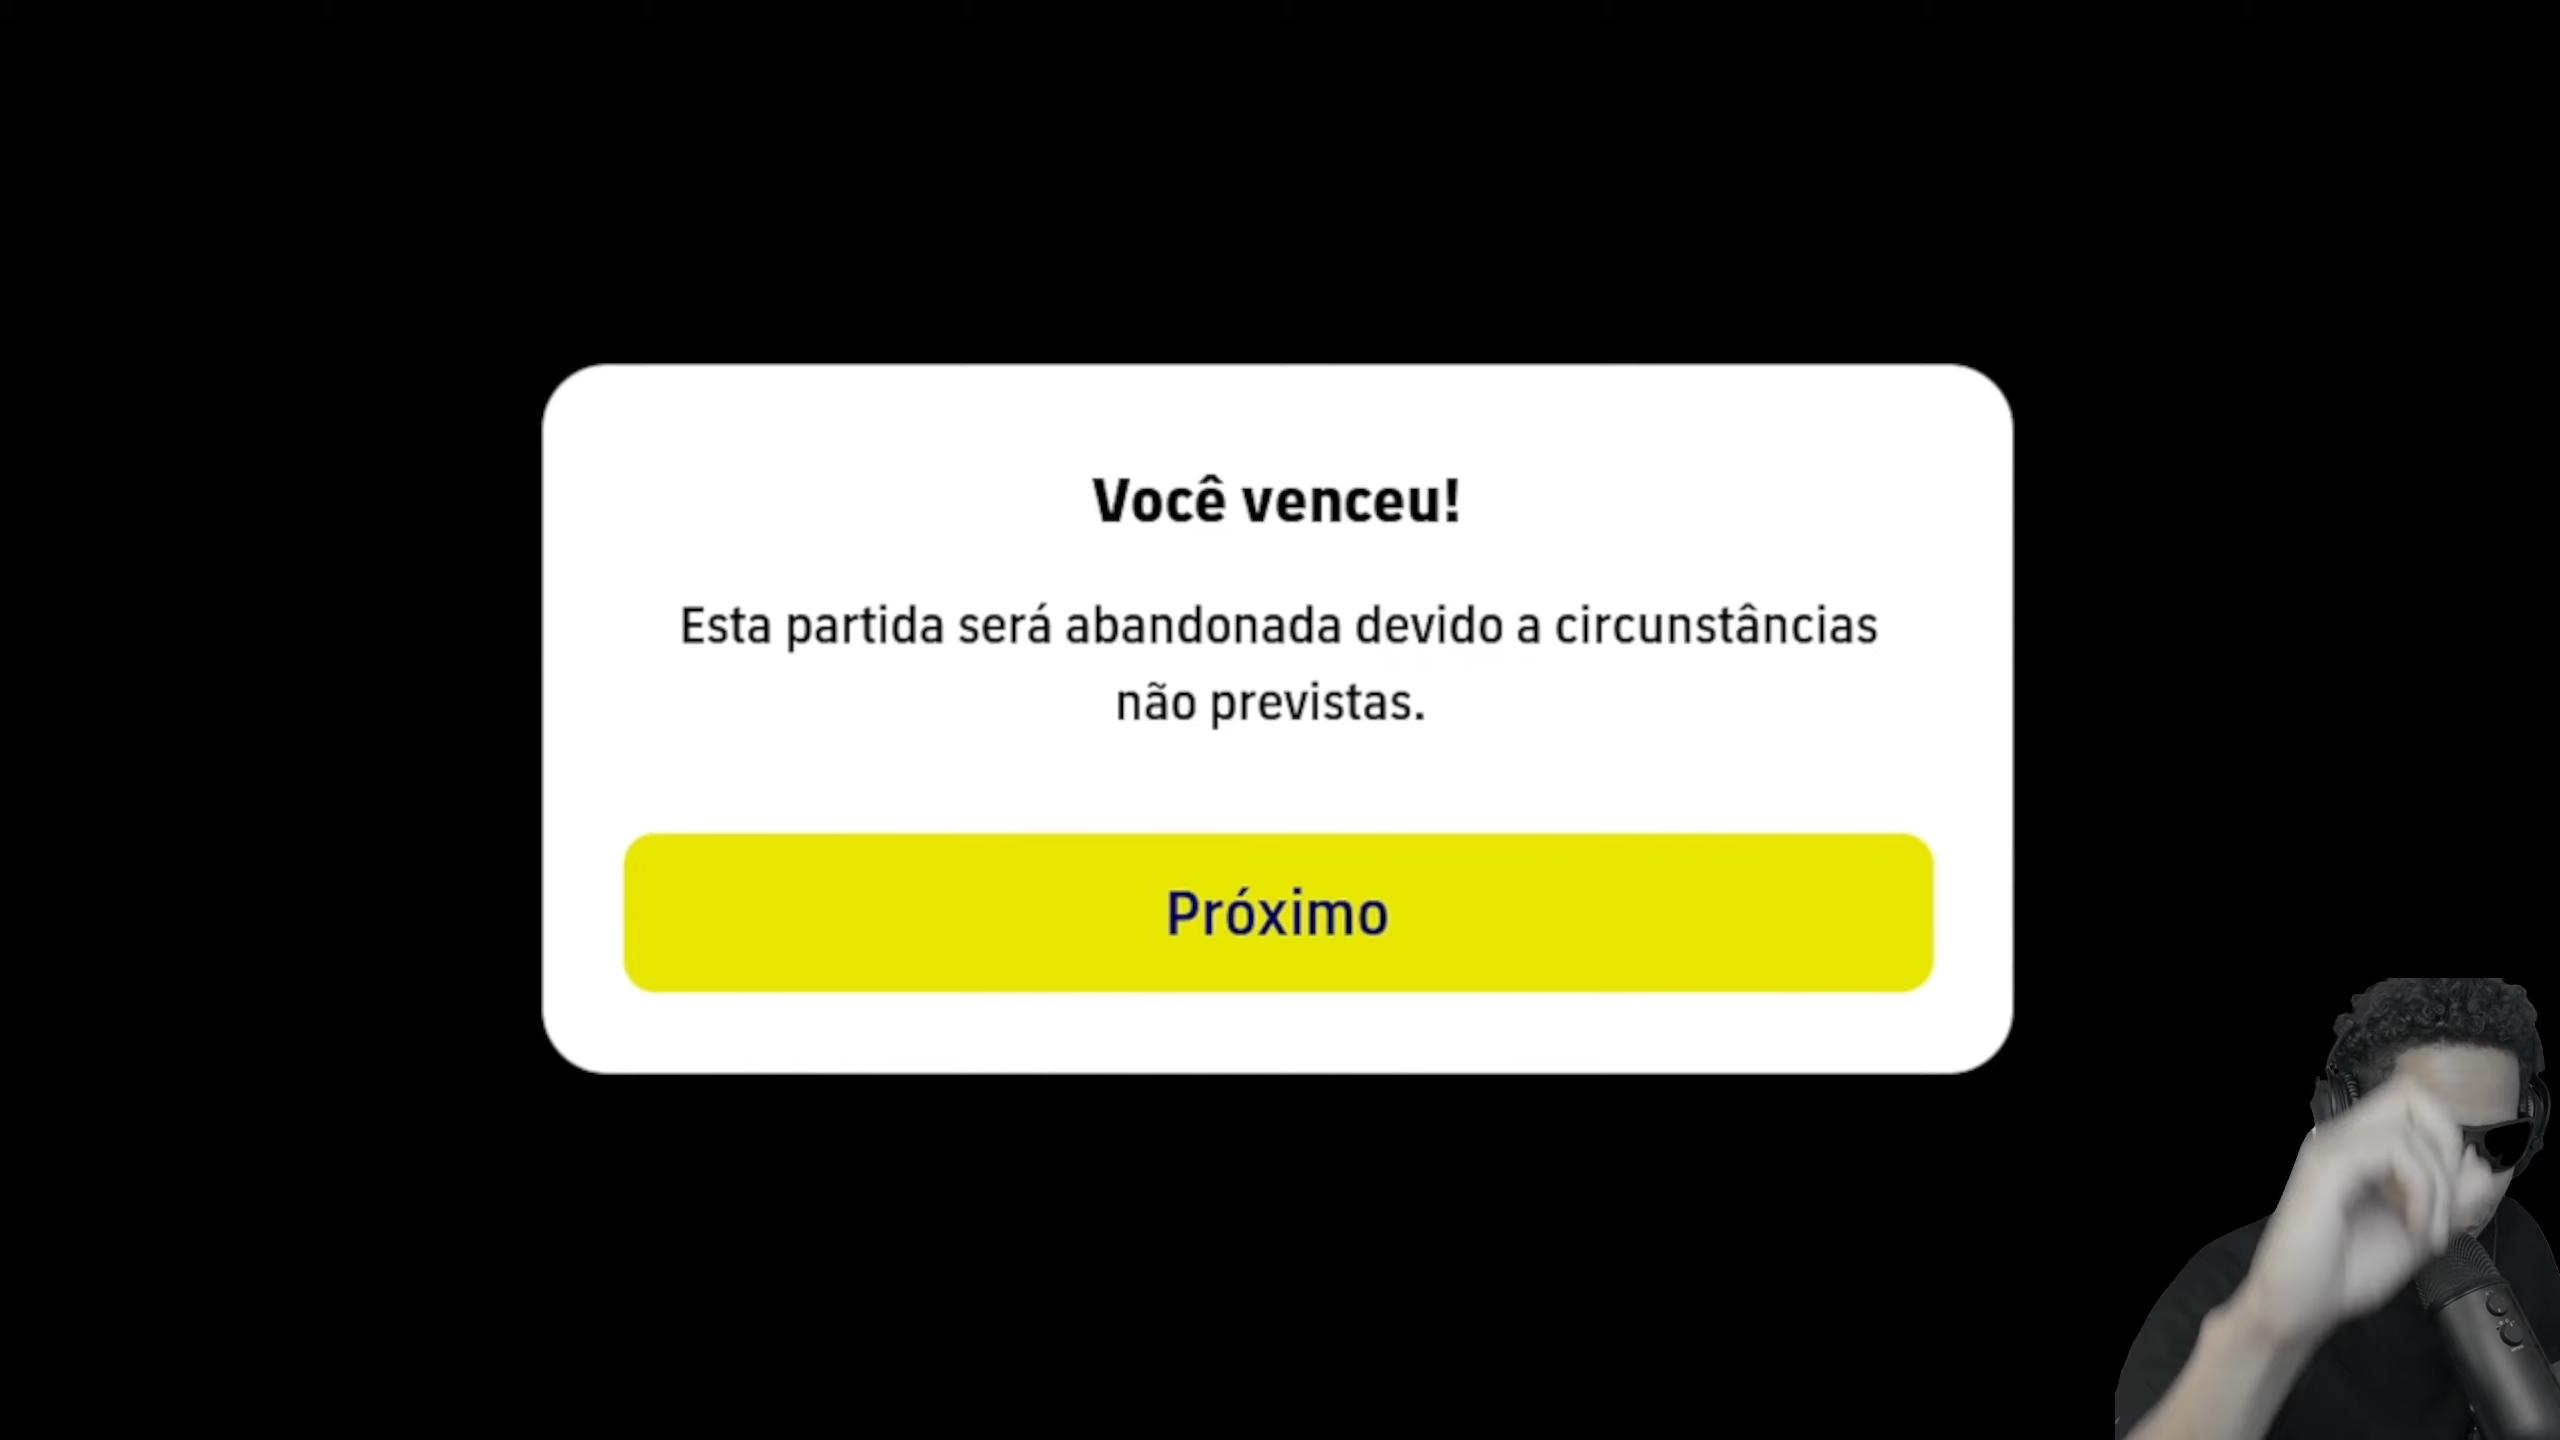 Você venceu!
Esta partida será abandonada devido a circunstâncias
não previstas.
Próximo